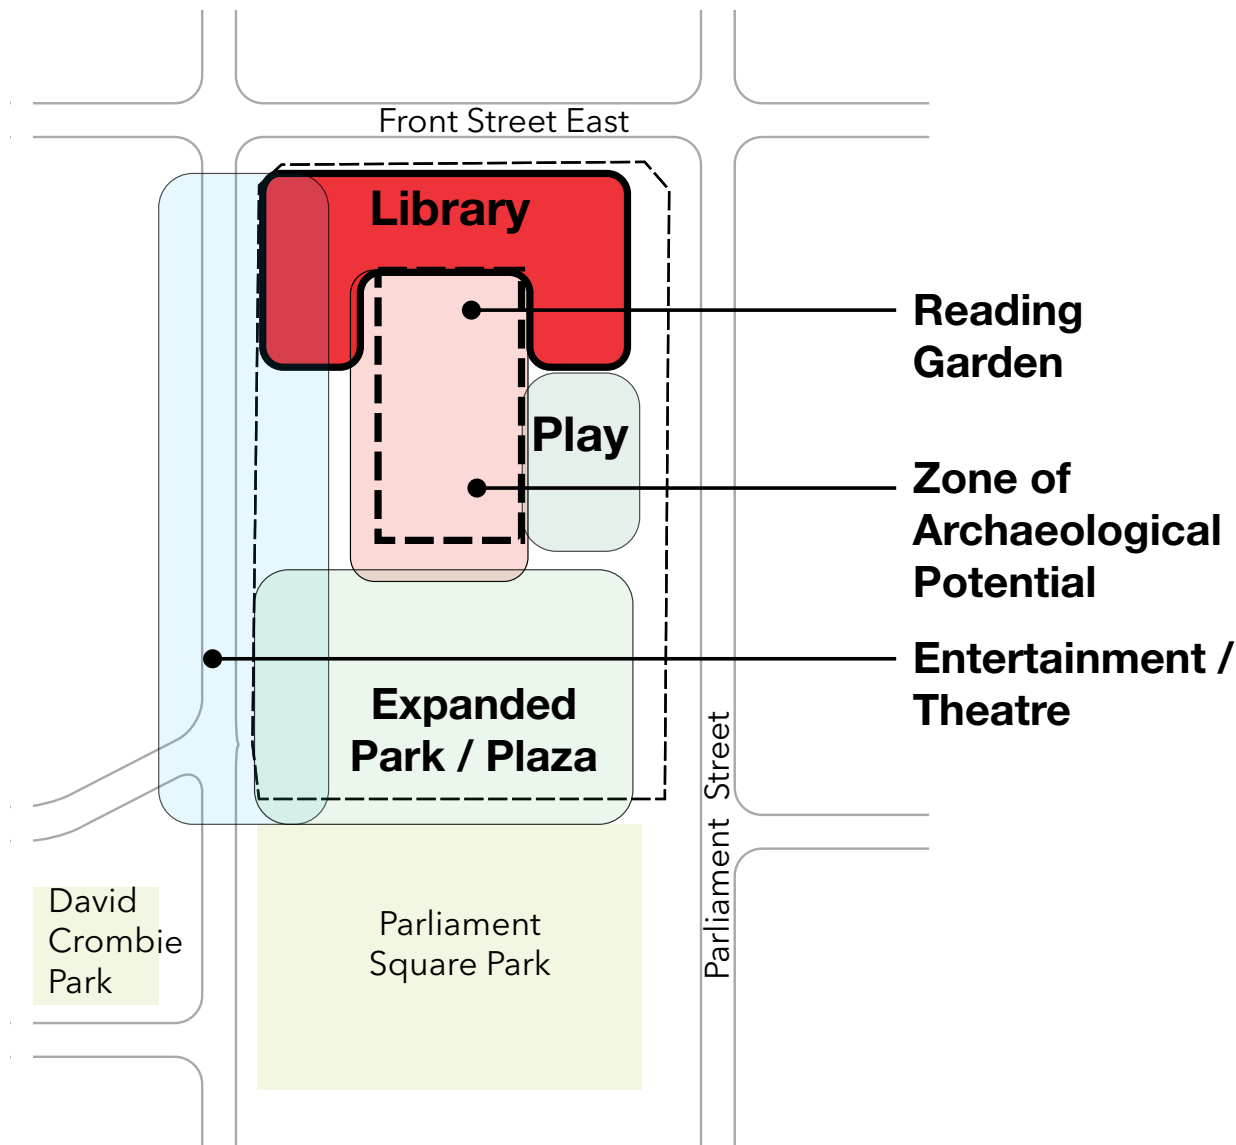 Front Street East
Library
Reading
Garden
Play
Zone of
Archaeological
Potential
Entertainment /
Theatre
Expanded
Park / Plaza
Parliament Street
David
Crombie
Park
Parliament
Square Park